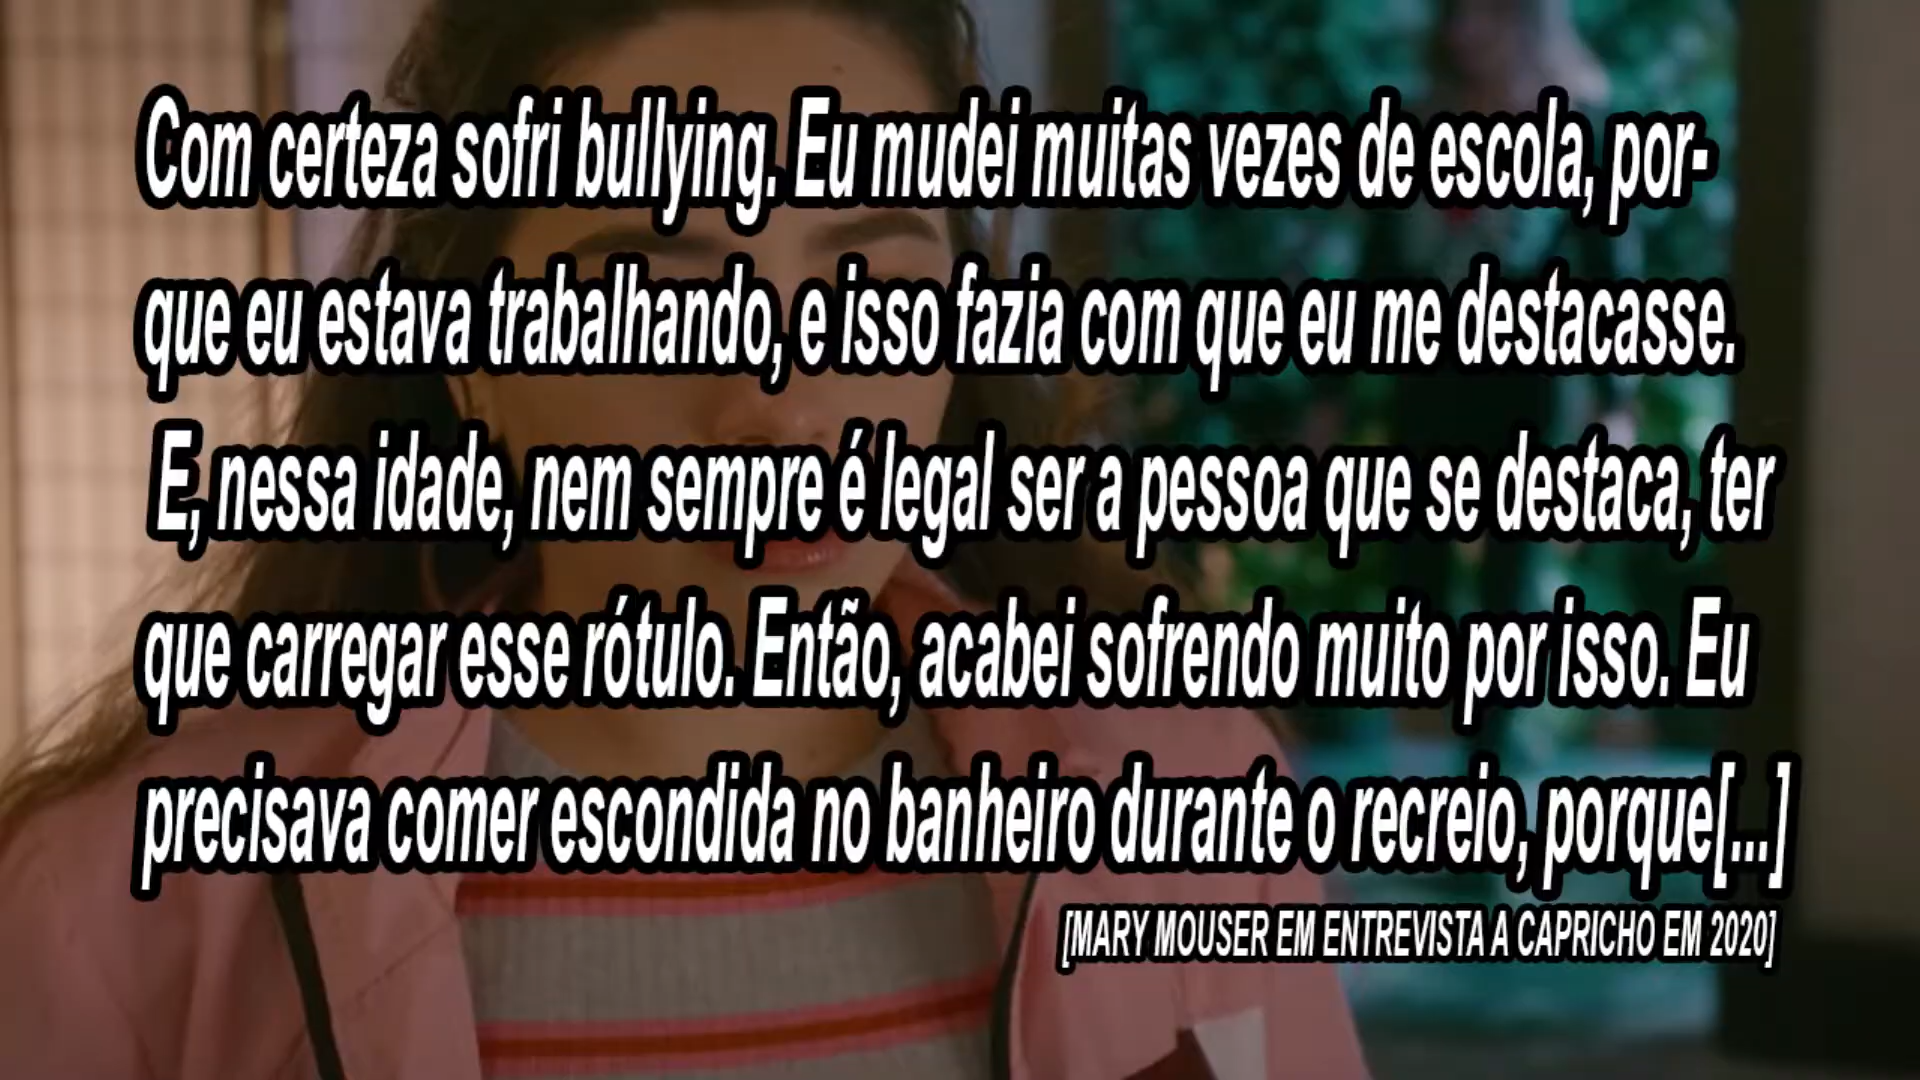 Com certeza sofri bullying. Eu mudei muitas vezes de escola, por-
que eu estava trabalhando, e isso fazia com que eu me destacasse.
E, nessa idade, nem sempre é legal ser a pessoa que se destaca, ter
que carregar esse rótulo. Então, acabei sofrendo muito por isso. Eu
precisava comer escondida no banheiro durante o recreio, porque[...]
[MARY MOUSER EM ENTREVISTA A CAPRICHO EM 2020]